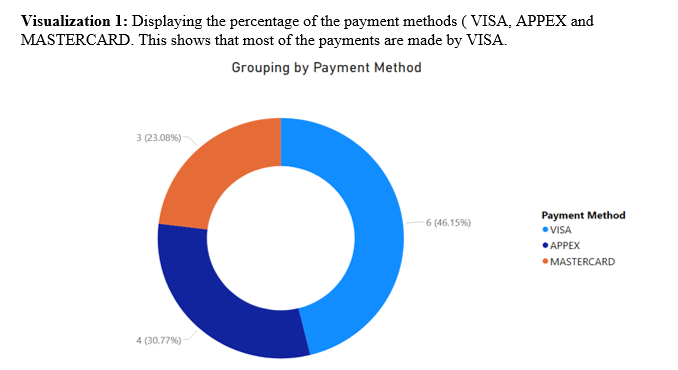 Visualization 1: Displaying the percentage of the payment methods ( VISA, APPEX and
MASTERCARD. This shows that most of the payments are made by VISA.
Grouping by Payment Method
3 (23.08%)
6 (46.15%)
4 (30.77%)
Payment Method
VISA
APPEX
MASTERCARD